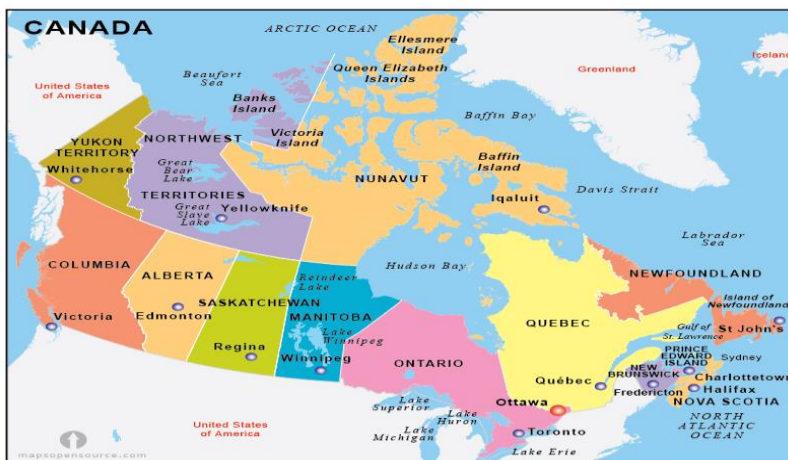 CANADA
ARCTIC OCEAN
Ellesmere
Island
Queen Elizabeth
Islands
Beaufort
Sea
United States
of America
Greenland
Iceland
Banks
Island
Baffin Bay
Victoria
Island
YUKON
TERRITORY
Whitehorse
NORTHWEST
Great
Bear
Lake
TERRITORIES
Great
Slave
Lake
Yellowknife
NUNAVUT
Baffin
Island
Iqaluit
Davis Strait
Labrador
Sea
COLUMBIA
Victoria
ALBERTA
Edmonton
SASKATCHEWAN
Regina
Reindeer
Lake
MANITOBA
Lake
Winnipeg
Winnipeg
Hudson Bay
ONTARIO
QUEBEC
NEWFOUNDLAND
Island of
Newfoundland
St John's
Gulf of
St. Lawrence
PRINCE
EDWARD
ISLAND
Sydney
NEW
BRUNSWICK
Charlottetown
Fredericton
Halifax
NOVA SCOTIA
Québec
Ottawa
Toronto
Lake
Superior
Lake
Huron
Lake
Michigan
Lake Erie
NORTH
ATLANTIC
OCEAN
United States
of America
mapsopensource.com